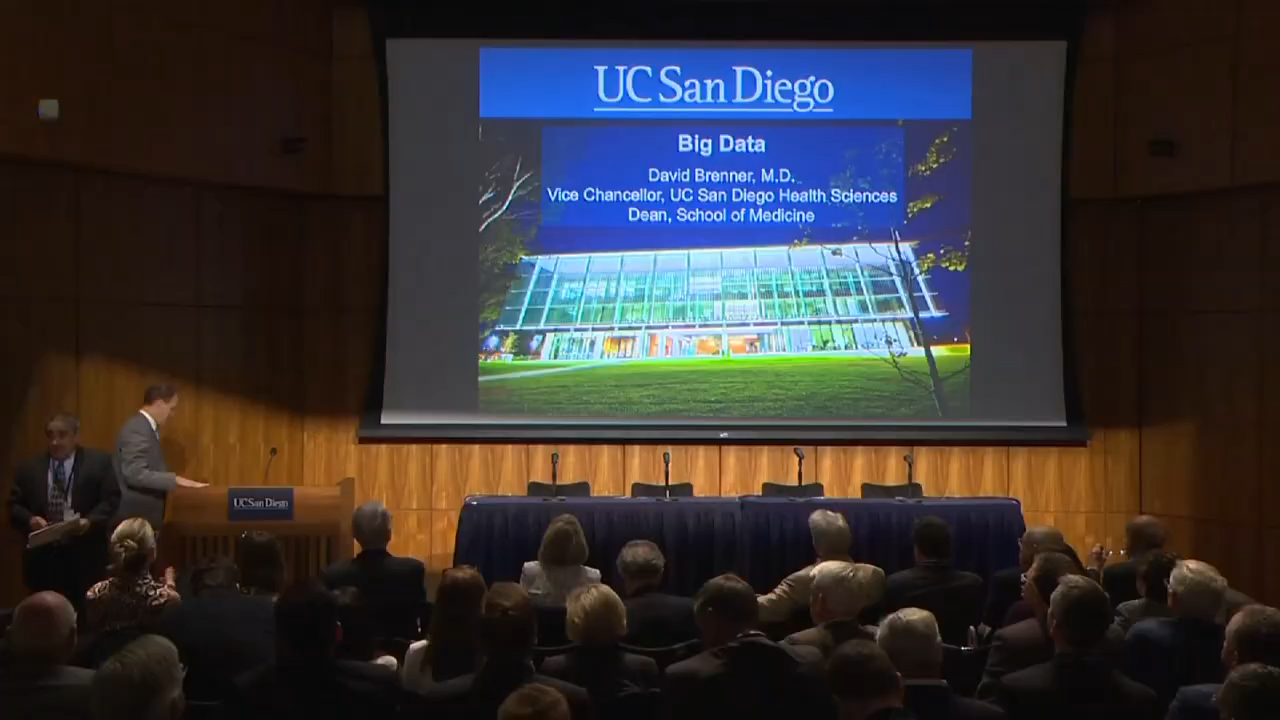 UC San Diego
Big Data
David Brenner, M.D.
Vice Chancellor, UC San Diego Health Sciences
Dean, School of Medicine
UC San Diego